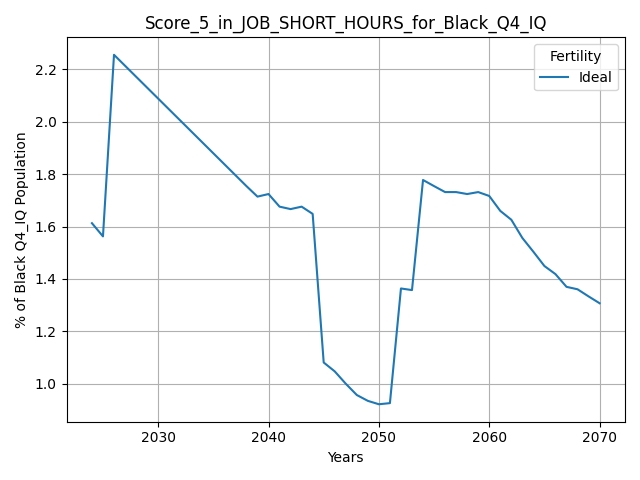 Score_5_in_JOB_SHORT_HOURS_for_Black_Q4_IQ
Fertility
Ideal
% of Black Q4_IQ Population
2.2
2.0
1.8
1.6
1.4
1.2
1.0
2030 2040 2050 2060 2070
Years